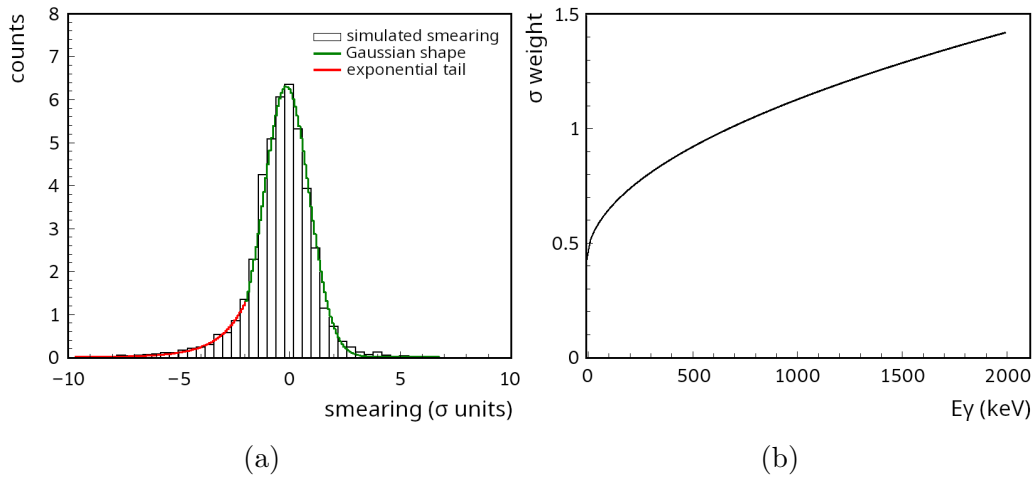 counts
8
7
6
5
4
3
2
1
0
simulated smearing
Gaussian shape
exponential tail
−10
−5
0
5
10
smearing (σ units)
(a)
σ weight
1.5
1
0.5
0
0
500
1000
1500
2000
Eγ (keV)
(b)